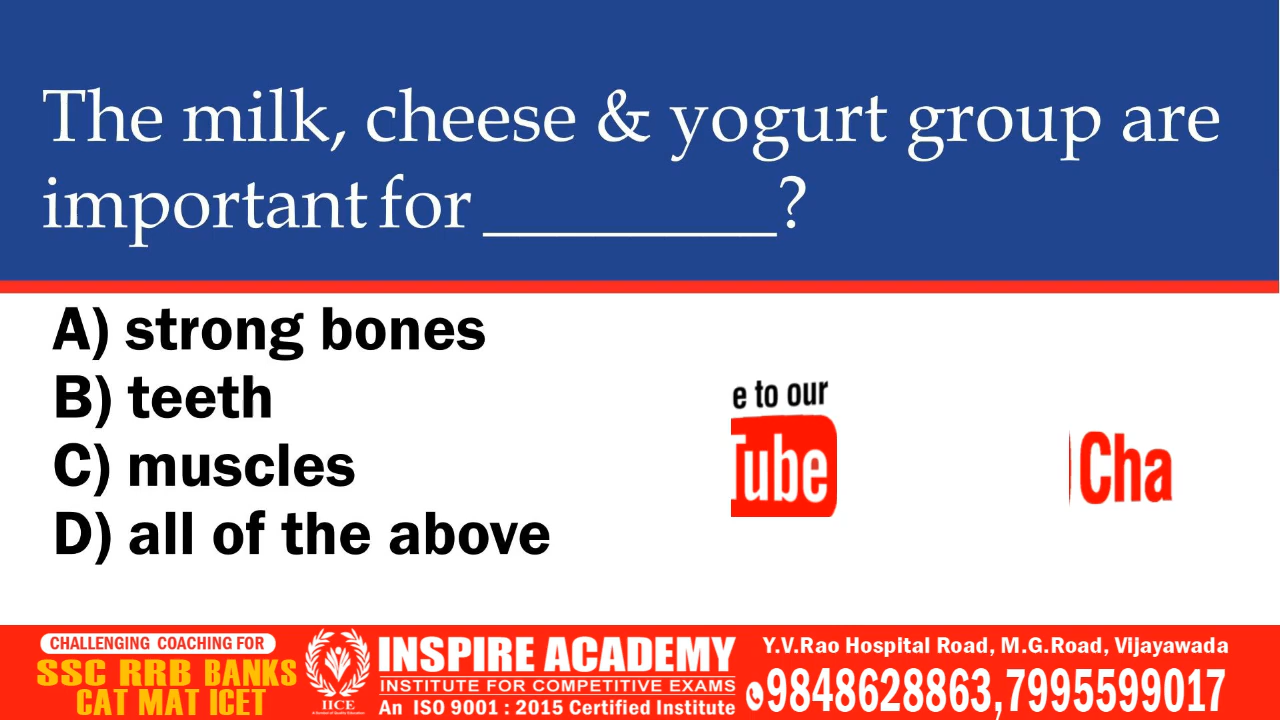 The milk, cheese & yogurt group are
important for _________?
A) strong bones
B) teeth
C) muscles
D) all of the above
e to our
Tube
Cha
CHALLENGING COACHING FOR
SSC RRB BANKS
CAT MAT ICET
IICE
INSPIRE ACADEMY
INSTITUTE FOR COMPETITIVE EXAMS
An ISO 9001 : 2015 Certified Institute
Y.V.Rao Hospital Road, M.G.Road, Vijayawada
9848628863,7995599017